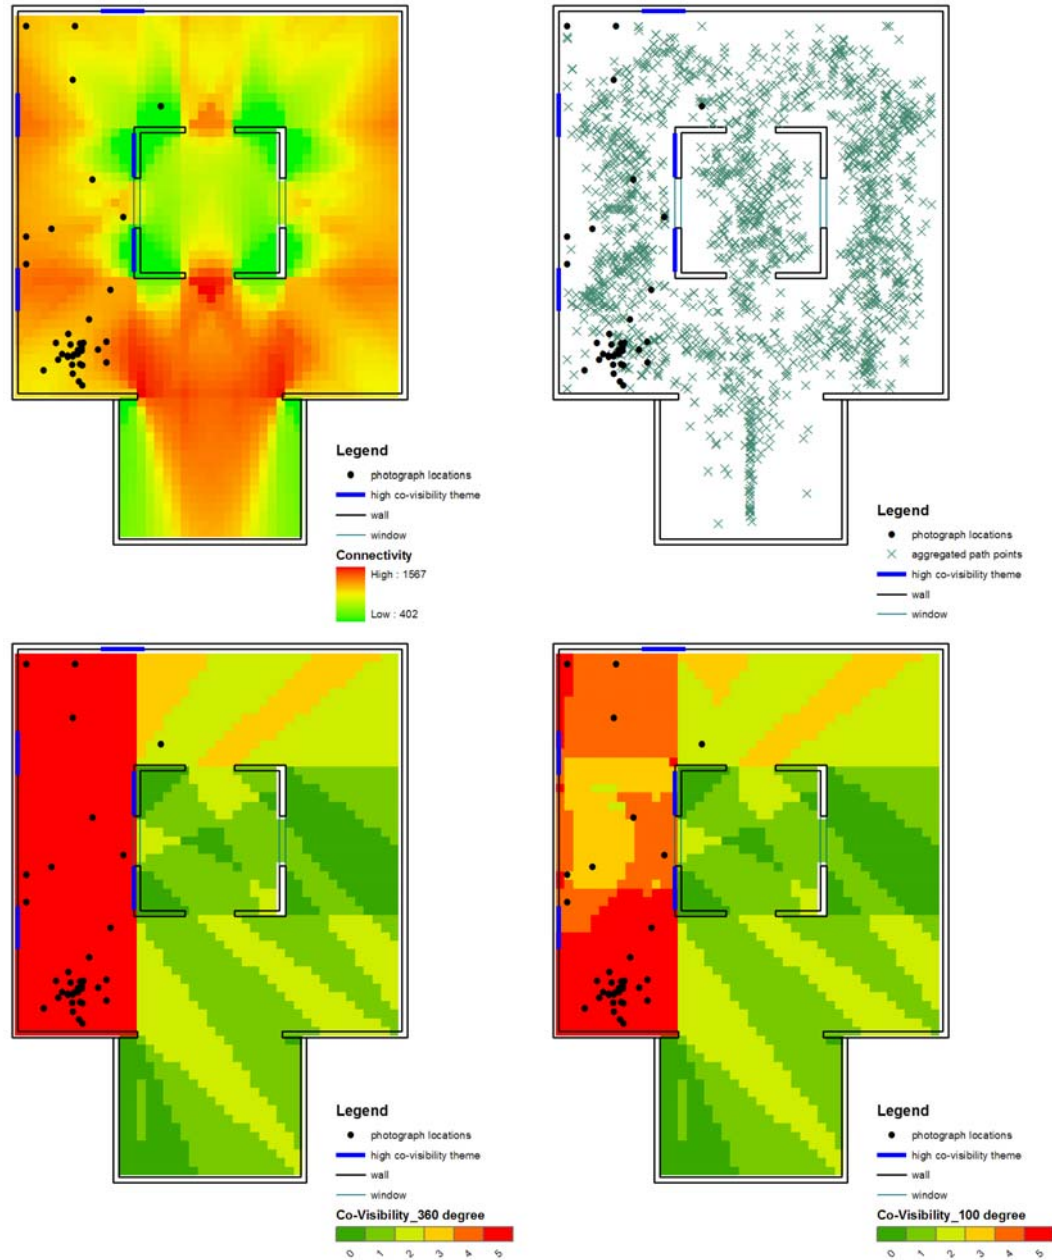 Legend
photograph locations
high co-visibility theme
wall
window
Connectivity
High : 1567
Low : 402
Legend
photograph locations
aggregated path points
high co-visibility theme
wall
window
Legend
photograph locations
high co-visibility theme
wall
window
Co-Visibility_360 degree
0 1 2 3 4 5
Legend
photograph locations
high co-visibility theme
wall
window
Co-Visibility_100 degree
0 1 2 3 4 5